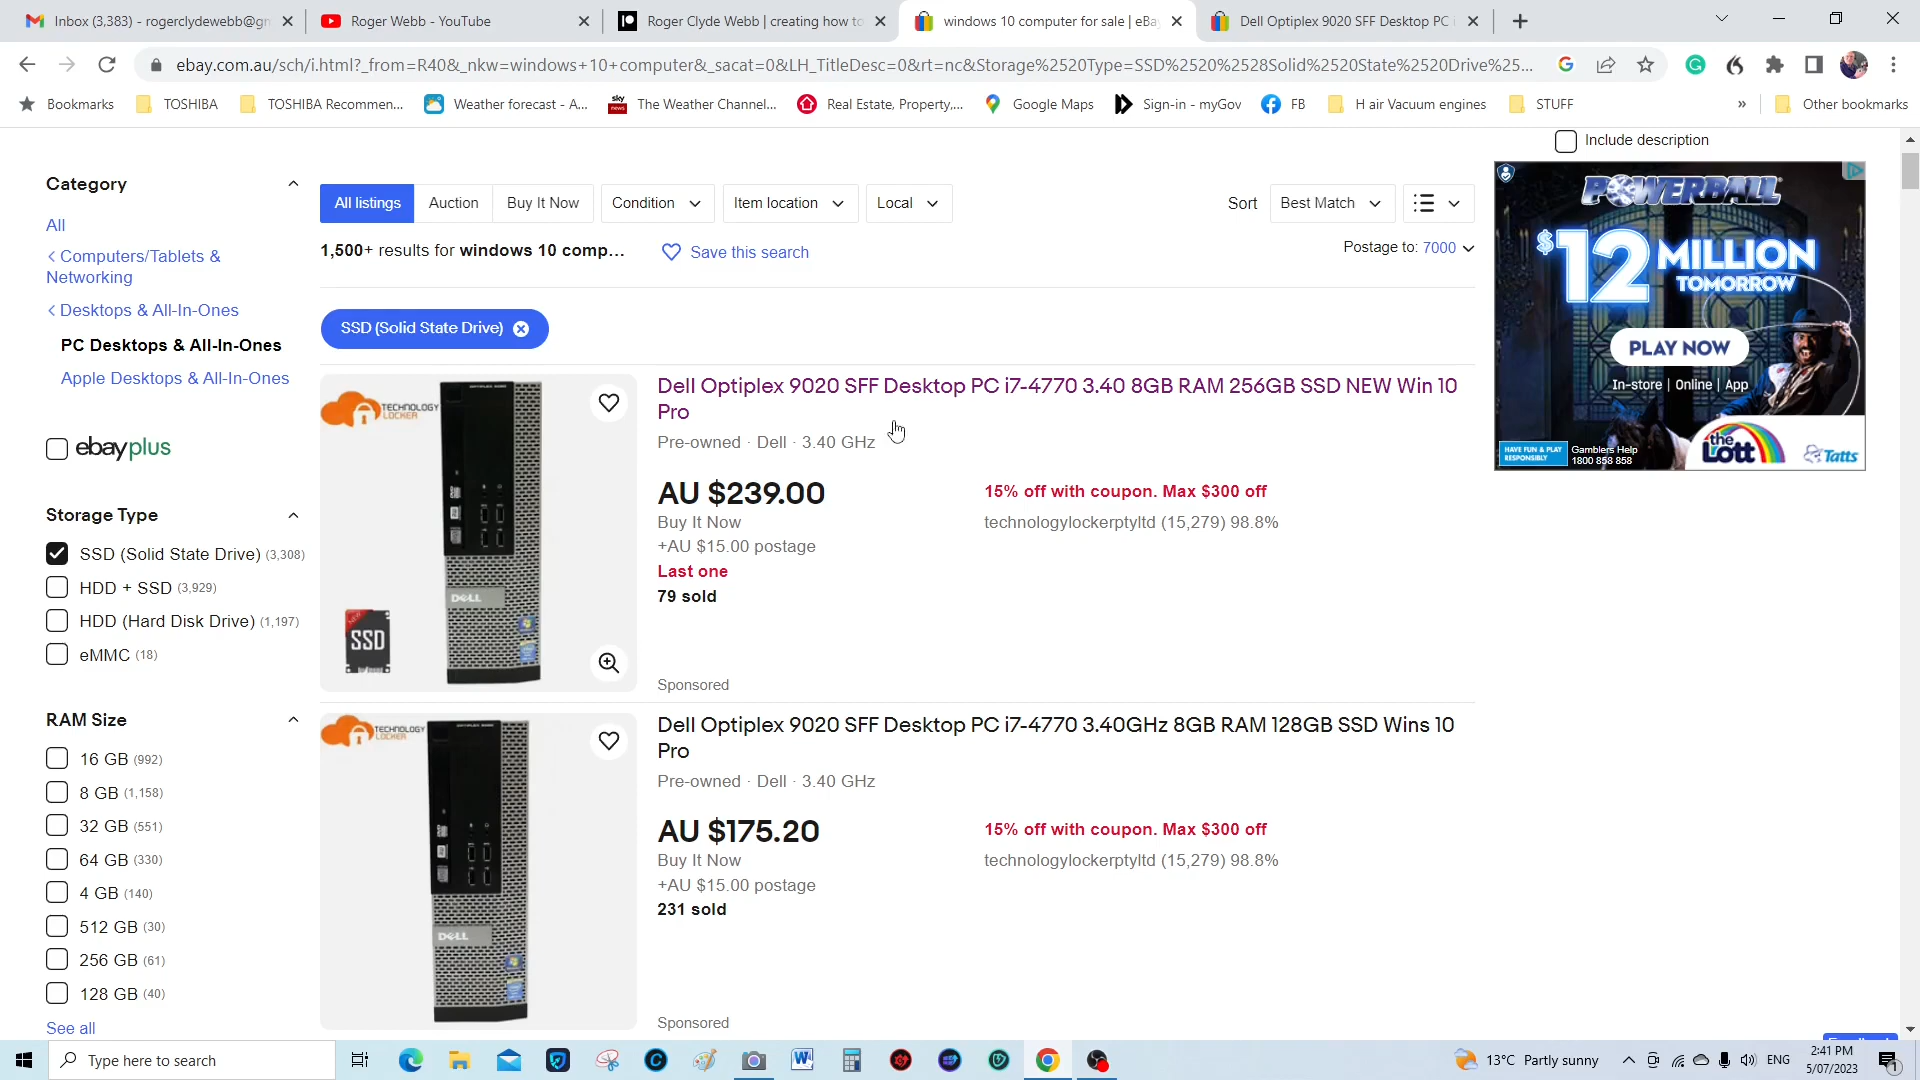 Inbox (3,383) - rogerclydewebb@gm
Roger Webb - YouTube
Roger Clyde Webb | creating how to
windows 10 computer for sale | eBa
Dell Optiplex 9020 SFF Desktop PC i
ebay.com.au/sch/i.html?_from=R40&_nkw=windows+10+computer&_sacat=0&LH_TitleDesc=0&rt=nc&Storage%2520Type=SSD%2520%2528Solid%2520State%2520Drive%25...
Bookmarks
TOSHIBA
TOSHIBA Recommen...
Weather forecast - A...
The Weather Channel...
Real Estate, Property,...
Google Maps
Sign-in - myGov
FB
H air Vacuum engines
STUFF
»
Other bookmarks
Include description
Category
All
Computers/Tablets &
Networking
Desktops & All-In-Ones
PC Desktops & All-In-Ones
Apple Desktops & All-In-Ones
ebayplus
Storage Type
SSD (Solid State Drive) (3,308)
HDD + SSD (3,929)
HDD (Hard Disk Drive) (1,197)
eMMC (18)
RAM Size
16 GB (992)
8 GB (1,158)
32 GB (551)
64 GB (330)
4 GB (140)
512 GB (30)
256 GB (61)
128 GB (40)
See all
All listings
Auction
Buy It Now
Condition
Item location
Local
Sort
Best Match
1,500+ results for windows 10 comp...
Save this search
Postage to: 7000
SSD (Solid State Drive)
TECHNOLOGY
LOCKER
DELL
NEW
SSD
Dell Optiplex 9020 SFF Desktop PC i7-4770 3.40 8GB RAM 256GB SSD NEW Win 10
Pro
Pre-owned · Dell · 3.40 GHz
AU $239.00
Buy It Now
+AU $15.00 postage
Last one
79 sold
15% off with coupon. Max $300 off
technologylockerptyltd (15,279) 98.8%
Sponsored
TECHNOLOGY
LOCKER
DELL
Dell Optiplex 9020 SFF Desktop PC i7-4770 3.40GHz 8GB RAM 128GB SSD Wins 10
Pro
Pre-owned · Dell · 3.40 GHz
AU $175.20
Buy It Now
+AU $15.00 postage
231 sold
15% off with coupon. Max $300 off
technologylockerptyltd (15,279) 98.8%
Sponsored
POWERBALL
$12 MILLION
TOMORROW
PLAY NOW
In-store | Online | App
HAVE FUN & PLAY
RESPONSIBLY
Gamblers Help
1800 858 858
the Lott
Tatts
Type here to search
13°C Partly sunny
ENG
2:41 PM
5/07/2023
1